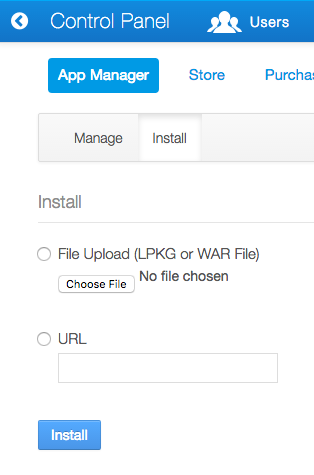 Control Panel Users
App Manager Store
Manage Install
Install
File Upload (LPKG or WAR File)
Choose File No file chosen
URL
Install